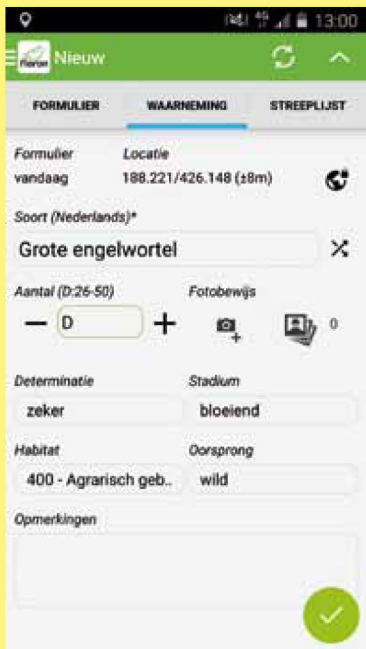 13:00
floron Nieuw
FORMULIER WAARNEMING STREEPLIJST
Formulier Locatie
vandaag 188.221/426.148 (±8m)
Soort (Nederlands)*
Grote engelwortel
Aantal (D:26-50) Fotobewijs
D 0
Determinatie Stadium
zeker bloeiend
Habitat Oorsprong
400 - Agrarisch geb.. wild
Opmerkingen